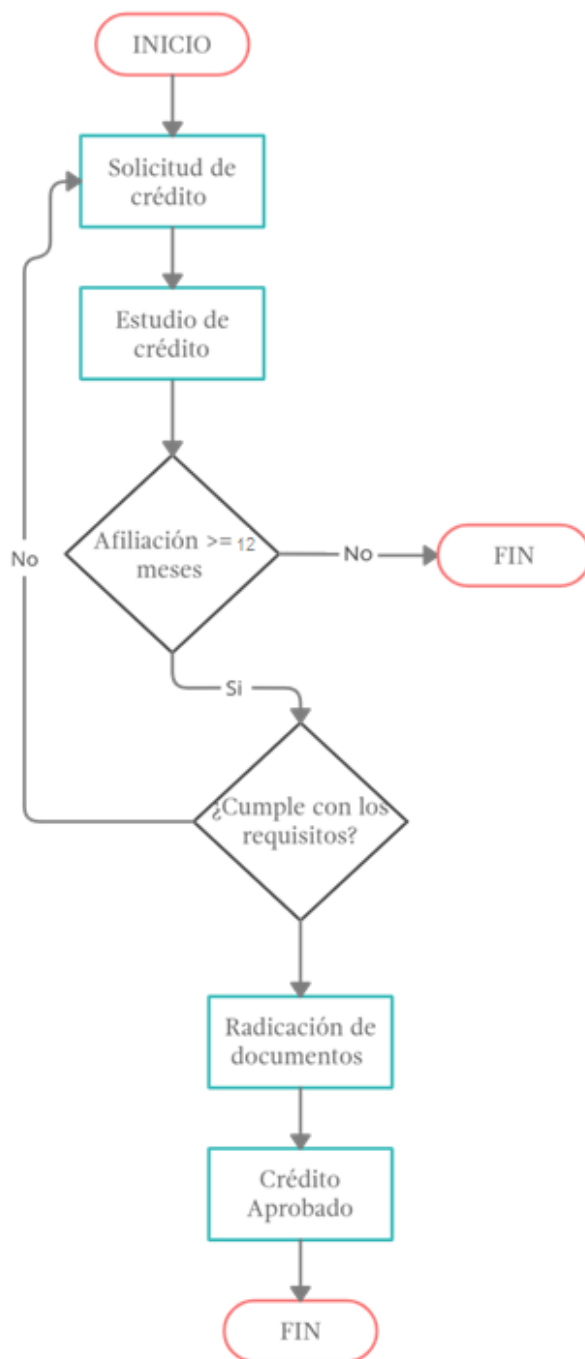 INICIO
Solicitud de
crédito
Estudio de
crédito
Afiliación >= 12
meses
No
FIN
No
Si
¿Cumple con los
requisitos?
Radicación de
documentos
Crédito
Aprobado
FIN